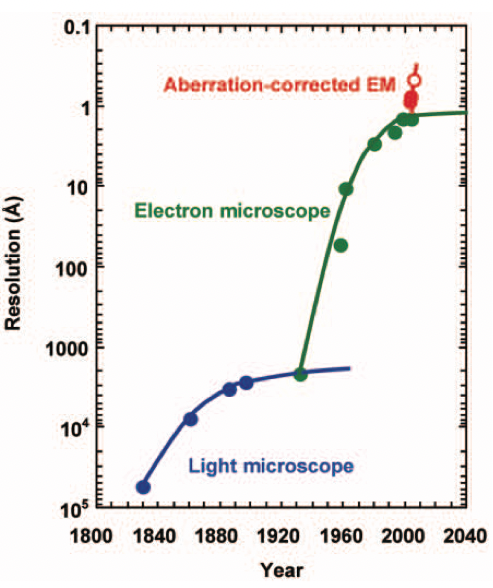 0.1
Aberration-corrected EM
1
10
Electron microscope
100
Resolution (Å)
1000
10⁴
Light microscope
10⁵
1800 1840 1880 1920 1960 2000 2040
Year